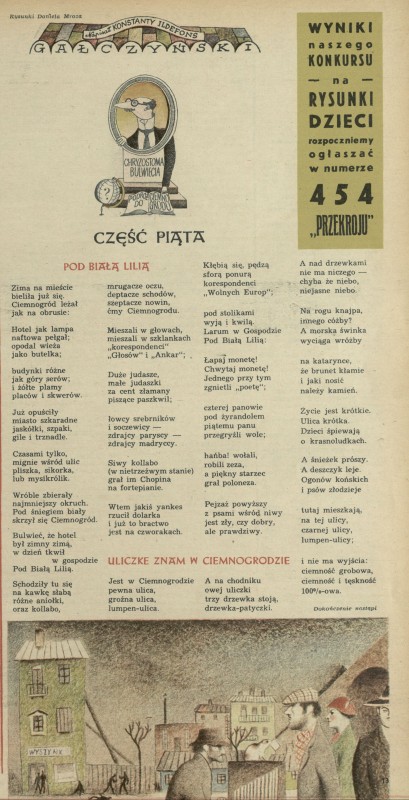 Rysunki Daniela Mroza
Napisał KONSTANTY ILDEFONS
GAŁCZYŃSKI
CHRYZOSTOMA
BULWIECIA
PODRÓŻ
DO
CIEMNO-
GRODU
CZĘŚĆ PIĄTA
WYNIKI
naszego
KONKURSU
— na —
RYSUNKI
DZIECI
rozpoczniemy
ogłaszać
w numerze
454
„PRZEKROJU"
POD BIAŁĄ LILIĄ
Zima na mieście
bieliła już się.
Ciemnogród leżał
jak na obrusie:
Hotel jak lampa
naftowa pełgał;
opodal wieża
jako butelka;
budynki różne
jak góry serów;
i żółte plamy
placów i skwerów.
Już opuściły
miasto szkaradne
jaskółki, szpaki,
gile i trznadle.
Czasami tylko,
mignie wśród ulic
pliszka, sikorka,
lub mysikrólik.
Wróble zbierały
najmniejszy okruch.
Pod śniegiem biały
skrzył się Ciemnogród.
Bulwieć, że hotel
był zimny zimą,
w dzień tkwił
w gospodzie
Pod Białą Lilią.
Schodziły tu się
na kawkę słabą
różne aniołki,
oraz kollabo,
mrugacze oczu,
deptacze schodów,
szeptacze nowin,
ćmy Ciemnogrodu.
Mieszali w głowach,
mieszali w szklankach
„korespondenci"
„Głosów" i „Ankar";
Duże judasze,
małe judaszki
za cent złamany
piszące paszkwil;
łowcy srebrników
i soczewicy —
zdrajcy paryscy —
zdrajcy madryccy.
Siwy kollabo
(w nietrzeźwym stanie)
grał im Chopina
na fortepianie.
Wtem jakiś yankes
rzucił dolarka
i już to bractwo
jest na czworakach.
Kłębią się, pędzą
sforą ponurą
korespondenci
„Wolnych Europ";
pod stolikami
wyją i kwilą.
Larum w Gospodzie
Pod Białą Lilią:
Łapaj monetę!
Chwytaj monetę!
Jednego przy tym
zgnietli „poetę";
czterej panowie
pod żyrandolem
piątemu panu
przegryźli wole;
hańba! wołali,
robili zeza,
a piękny starzec
grał poloneza.
Pejzaż powyższy
z psami wśród niwy
jest zły, czy dobry,
ale prawdziwy.
ULICZKE ZNAM W CIEMNOGRODZIE
Jest w Ciemnogrodzie
pewna ulica,
groźna ulica,
lumpen-ulica.
A na chodniku
owej uliczki
trzy drzewka stoją,
drzewka-patyczki.
A nad drzewkami
nie ma niczego —
chyba że niebo,
niejasne niebo.
Na rogu knajpa,
innego cóżby?
A morska świnka
wyciąga wróżby
na katarynce,
że brunet kłamie
i jaki nosić
należy kamień.
Życie jest krótkie.
Ulica krótka.
Dzieci śpiewają
o krasnoludkach.
A śnieżek prószy.
A deszczyk leje.
Ogonów końskich
i psów złodzieje
tutaj mieszkają,
na tej ulicy,
czarnej ulicy,
lumpen-ulicy;
i nie ma wyjścia:
ciemność grobowa,
ciemność i tęskność
100%-owa.
Dokończenie nastąpi
WYSZYNK